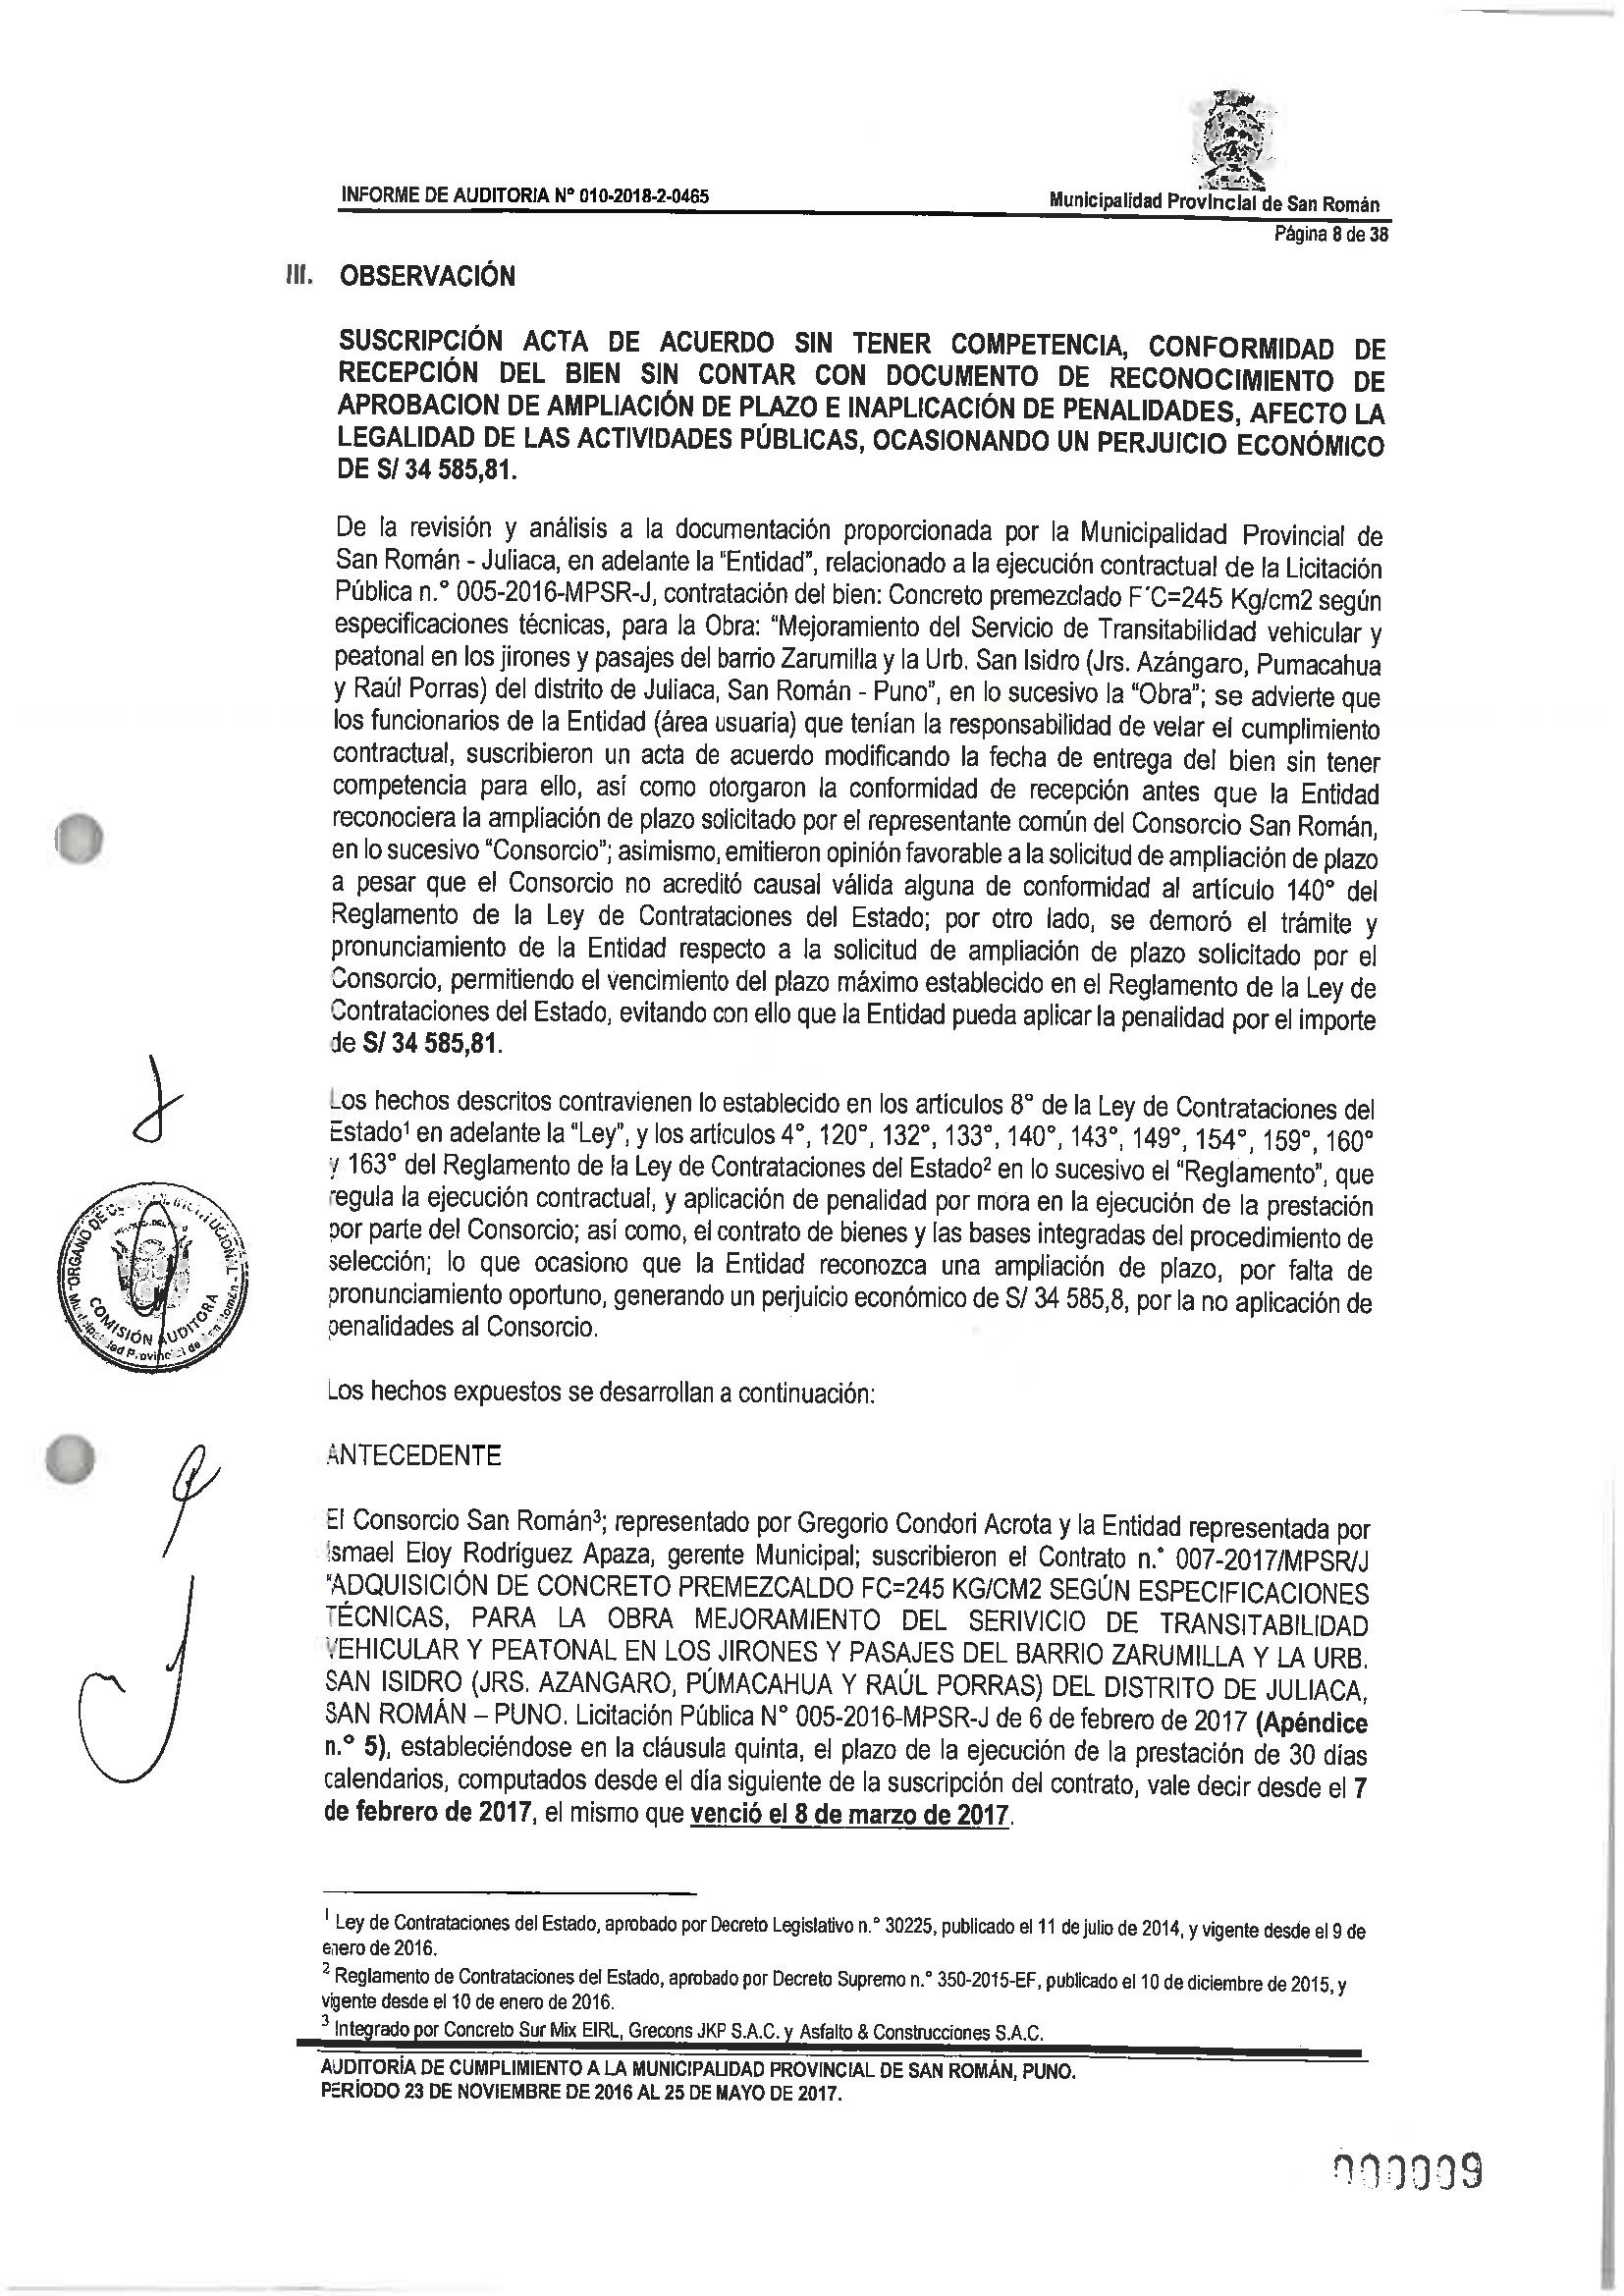 INFORME DE AUDITORIA N° 010-2018-2-0465
Municipalidad Provincial de San Román
Página 8 de 38
III. OBSERVACIÓN
SUSCRIPCIÓN ACTA DE ACUERDO SIN TENER COMPETENCIA, CONFORMIDAD DE
RECEPCIÓN DEL BIEN SIN CONTAR CON DOCUMENTO DE RECONOCIMIENTO DE
APROBACION DE AMPLIACIÓN DE PLAZO E INAPLICACIÓN DE PENALIDADES, AFECTO LA
LEGALIDAD DE LAS ACTIVIDADES PÚBLICAS, OCASIONANDO UN PERJUICIO ECONÓMICO
DE S/ 34 585,81.
De la revisión y análisis a la documentación proporcionada por la Municipalidad Provincial de
San Román - Juliaca, en adelante la "Entidad", relacionado a la ejecución contractual de la Licitación
Pública n.° 005-2016-MPSR-J, contratación del bien: Concreto premezclado F´C=245 Kg/cm2 según
especificaciones técnicas, para la Obra: "Mejoramiento del Servicio de Transitabilidad vehicular y
peatonal en los jirones y pasajes del barrio Zarumilla y la Urb. San Isidro (Jrs. Azángaro, Pumacahua
y Raúl Porras) del distrito de Juliaca, San Román - Puno", en lo sucesivo la "Obra"; se advierte que
los funcionarios de la Entidad (área usuaria) que tenían la responsabilidad de velar el cumplimiento
contractual, suscribieron un acta de acuerdo modificando la fecha de entrega del bien sin tener
competencia para ello, así como otorgaron la conformidad de recepción antes que la Entidad
reconociera la ampliación de plazo solicitado por el representante común del Consorcio San Román,
en lo sucesivo "Consorcio"; asimismo, emitieron opinión favorable a la solicitud de ampliación de plazo
a pesar que el Consorcio no acreditó causal válida alguna de conformidad al artículo 140° del
Reglamento de la Ley de Contrataciones del Estado; por otro lado, se demoró el trámite y
pronunciamiento de la Entidad respecto a la solicitud de ampliación de plazo solicitado por el
Consorcio, permitiendo el vencimiento del plazo máximo establecido en el Reglamento de la Ley de
Contrataciones del Estado, evitando con ello que la Entidad pueda aplicar la penalidad por el importe
de S/ 34 585,81.
Los hechos descritos contravienen lo establecido en los artículos 8° de la Ley de Contrataciones del
Estado¹ en adelante la "Ley", y los artículos 4°, 120°, 132°, 133°, 140°, 143°, 149°, 154°, 159°, 160°
y 163° del Reglamento de la Ley de Contrataciones del Estado² en lo sucesivo el "Reglamento", que
regula la ejecución contractual, y aplicación de penalidad por mora en la ejecución de la prestación
por parte del Consorcio; así como, el contrato de bienes y las bases integradas del procedimiento de
selección; lo que ocasiono que la Entidad reconozca una ampliación de plazo, por falta de
pronunciamiento oportuno, generando un perjuicio económico de S/ 34 585,8, por la no aplicación de
penalidades al Consorcio.
Los hechos expuestos se desarrollan a continuación:
ANTECEDENTE
El Consorcio San Román³; representado por Gregorio Condori Acrota y la Entidad representada por
Ismael Eloy Rodríguez Apaza, gerente Municipal; suscribieron el Contrato n.° 007-2017/MPSR/J
"ADQUISICIÓN DE CONCRETO PREMEZCALDO FC=245 KG/CM2 SEGÚN ESPECIFICACIONES
TÉCNICAS, PARA LA OBRA MEJORAMIENTO DEL SERIVICIO DE TRANSITABILIDAD
VEHICULAR Y PEATONAL EN LOS JIRONES Y PASAJES DEL BARRIO ZARUMILLA Y LA URB.
SAN ISIDRO (JRS. AZANGARO, PÚMACAHUA Y RAÚL PORRAS) DEL DISTRITO DE JULIACA,
SAN ROMÁN – PUNO. Licitación Pública N° 005-2016-MPSR-J de 6 de febrero de 2017 (Apéndice
n.° 5), estableciéndose en la cláusula quinta, el plazo de la ejecución de la prestación de 30 días
calendarios, computados desde el día siguiente de la suscripción del contrato, vale decir desde el 7
de febrero de 2017, el mismo que venció el 8 de marzo de 2017.
¹ Ley de Contrataciones del Estado, aprobado por Decreto Legislativo n.° 30225, publicado el 11 de julio de 2014, y vigente desde el 9 de
enero de 2016.
² Reglamento de Contrataciones del Estado, aprobado por Decreto Supremo n.° 350-2015-EF, publicado el 10 de diciembre de 2015, y
vigente desde el 10 de enero de 2016.
³ Integrado por Concreto Sur Mix EIRL, Grecons JKP S.A.C. y Asfalto & Construcciones S.A.C.
AUDITORÍA DE CUMPLIMIENTO A LA MUNICIPALIDAD PROVINCIAL DE SAN ROMÁN, PUNO.
PERÍODO 23 DE NOVIEMBRE DE 2016 AL 25 DE MAYO DE 2017.
000009
COMISIÓN AUDITORA